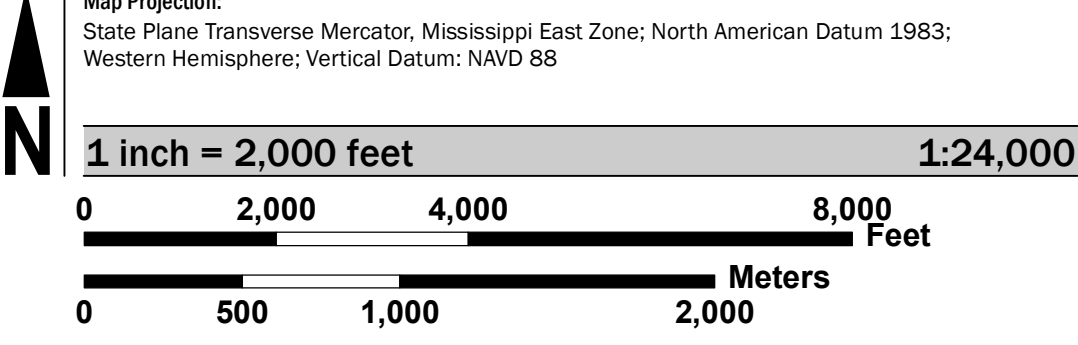 Map Projection:
State Plane Transverse Mercator, Mississippi East Zone; North American Datum 1983;
Western Hemisphere; Vertical Datum: NAVD 88
N
1 inch = 2,000 feet 1:24,000
0 2,000 4,000 8,000
Feet
Meters
0 500 1,000 2,000